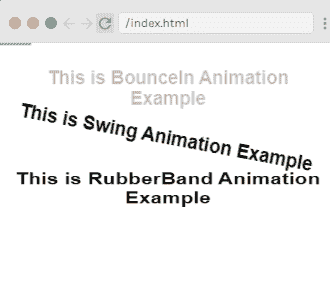 /index.html
This is BounceIn Animation
Example
This is Swing Animation Example
This is RubberBand Animation
Example